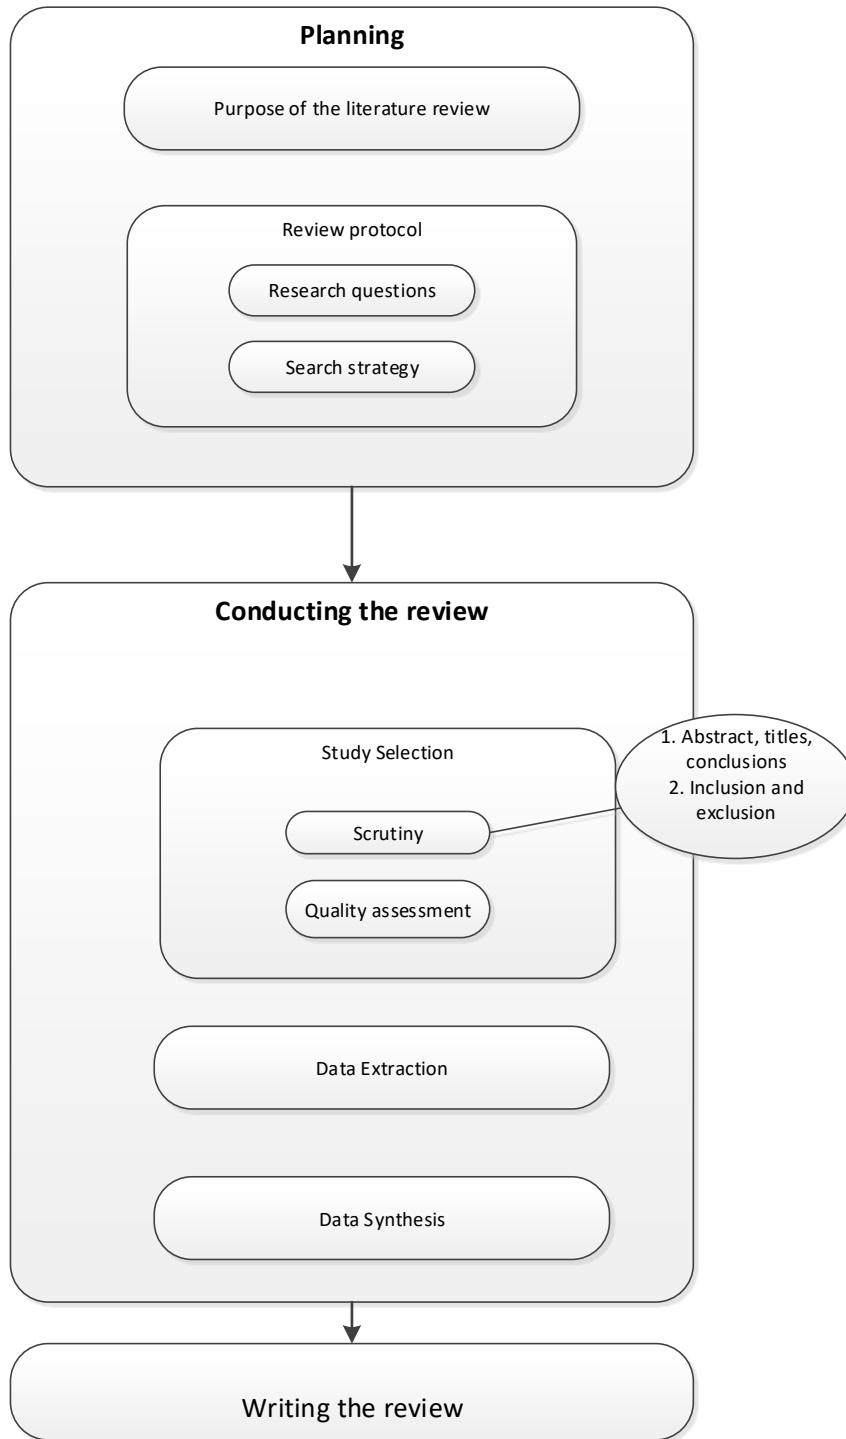 Planning
Purpose of the literature review
Review protocol
Research questions
Search strategy
Conducting the review
Study Selection
1. Abstract, titles,
conclusions
2. Inclusion and
exclusion
Scrutiny
Quality assessment
Data Extraction
Data Synthesis
Writing the review